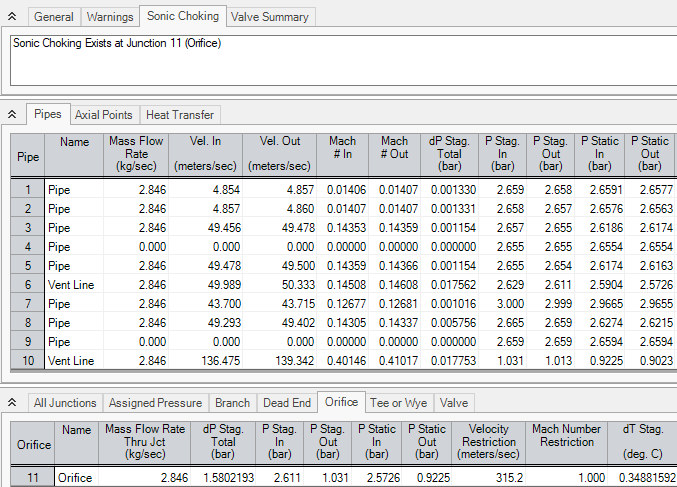 General Warnings Sonic Choking Valve Summary
Sonic Choking Exists at Junction 11 (Orifice)
Pipes Axial Points Heat Transfer
Pipe Name Mass Flow Rate (kg/sec) Vel. In (meters/sec) Vel. Out (meters/sec) Mach # In Mach # Out dP Stag. Total (bar) P Stag. In (bar) P Stag. Out (bar) P Static In (bar) P Static Out (bar)
1 Pipe 2.846 4.854 4.857 0.01406 0.01407 0.001330 2.659 2.658 2.6591 2.6577
2 Pipe 2.846 4.857 4.860 0.01407 0.01407 0.001331 2.658 2.657 2.6576 2.6563
3 Pipe 2.846 49.456 49.478 0.14353 0.14359 0.001154 2.657 2.655 2.6186 2.6174
4 Pipe 0.000 0.000 0.000 0.00000 0.00000 0.000000 2.655 2.655 2.6554 2.6554
5 Pipe 2.846 49.478 49.500 0.14359 0.14366 0.001154 2.655 2.654 2.6174 2.6163
6 Vent Line 2.846 49.989 50.333 0.14508 0.14608 0.017562 2.629 2.611 2.5904 2.5726
7 Pipe 2.846 43.700 43.715 0.12677 0.12681 0.001016 3.000 2.999 2.9665 2.9655
8 Pipe 2.846 49.293 49.402 0.14305 0.14337 0.005756 2.665 2.659 2.6274 2.6215
9 Pipe 0.000 0.000 0.000 0.00000 0.00000 0.000000 2.659 2.659 2.6594 2.6594
10 Vent Line 2.846 136.475 139.342 0.40146 0.41017 0.017753 1.031 1.013 0.9225 0.9023
All Junctions Assigned Pressure Branch Dead End Orifice Tee or Wye Valve
Orifice Name Mass Flow Rate Thru Jct (kg/sec) dP Stag. Total (bar) P Stag. In (bar) P Stag. Out (bar) P Static In (bar) P Static Out (bar) Velocity Restriction (meters/sec) Mach Number Restriction dT Stag. (deg. C)
11 Orifice 2.846 1.5802193 2.611 1.031 2.5726 0.9225 315.2 1.000 0.34881592